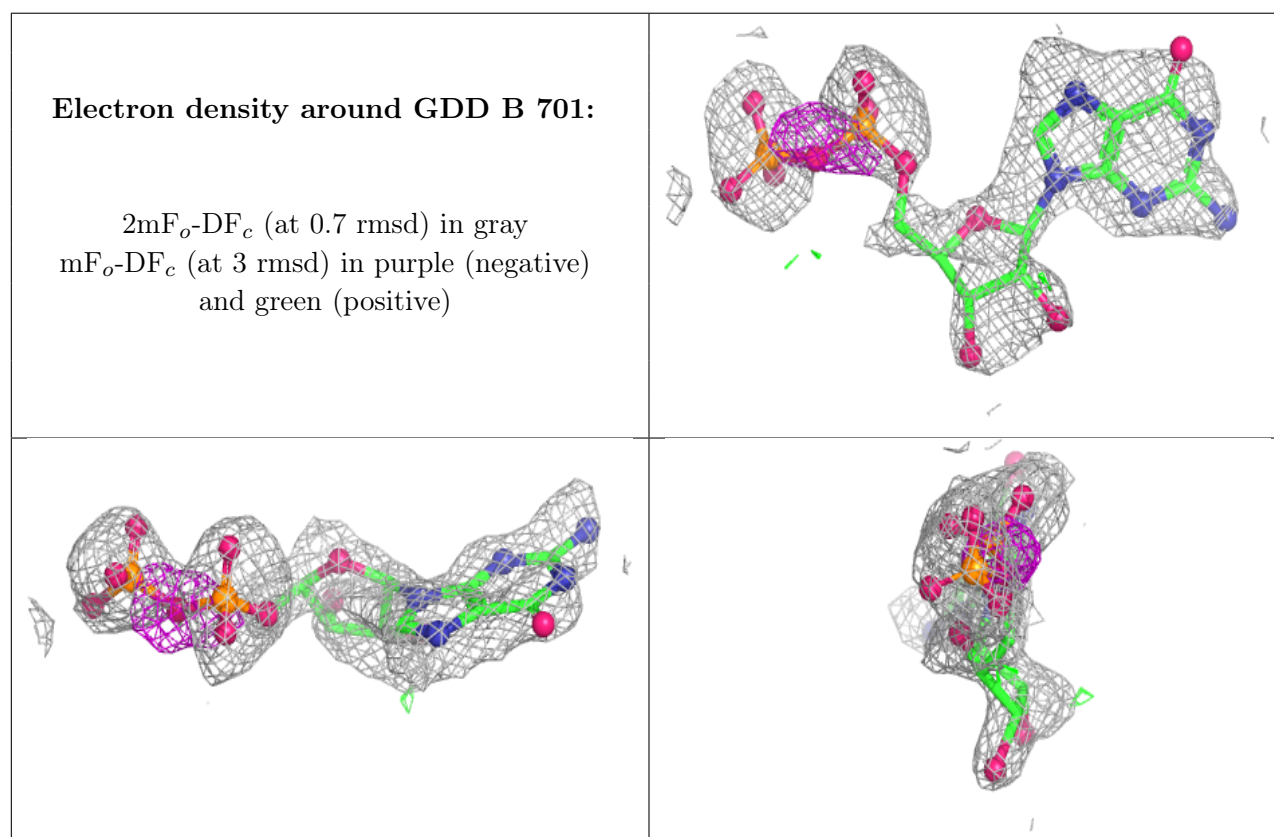 Electron density around GDD B 701:
2mFo-DFc (at 0.7 rmsd) in gray
mFo-DFc (at 3 rmsd) in purple (negative)
and green (positive)